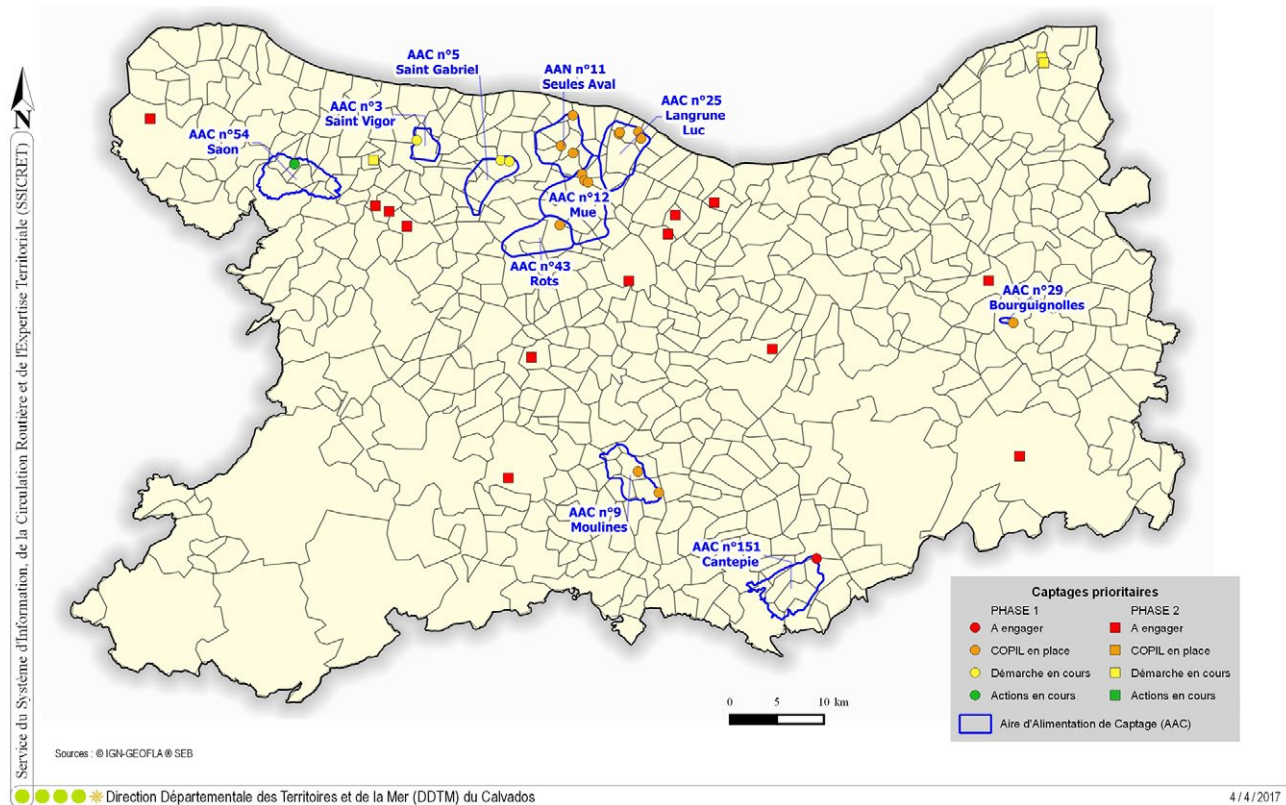 AAC n°5
Saint Gabriel
AAN n°11
Seules Aval
AAC n°3
Saint Vigor
AAC n°25
Langrune
Luc
AAC n°54
Saon
AAC n°12
Mue
AAC n°43
Rots
AAC n°29
Bourguignolles
AAC n°9
Moulines
AAC n°151
Cantepie
N
Service du Système d'Information, de la Circulation Routière et de l'Expertise Territoriale (SSICRET)
Captages prioritaires
PHASE 1 PHASE 2
A engager A engager
COPIL en place COPIL en place
Démarche en cours Démarche en cours
Actions en cours Actions en cours
Aire d'Alimentation de Captage (AAC)
0 5 10 km
Sources : © IGN-GEOFLA ® SEB
Direction Départementale des Territoires et de la Mer (DDTM) du Calvados
4 / 4 / 2017